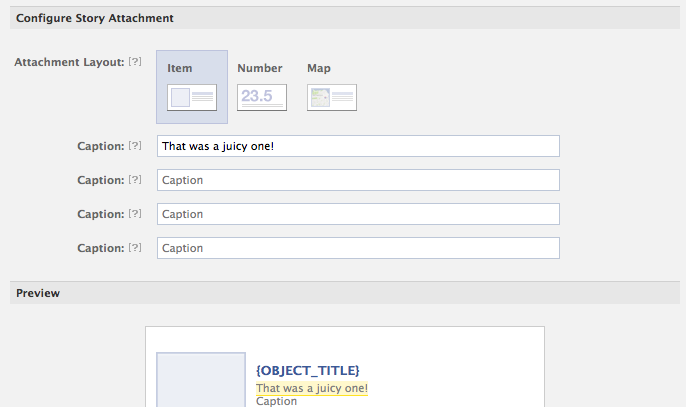 Configure Story Attachment
Attachment Layout: [?]
Item Number Map
23.5
Caption: [?] That was a juicy one!
Caption: [?] Caption
Caption: [?] Caption
Caption: [?] Caption
Preview
{OBJECT_TITLE}
That was a juicy one!
Caption